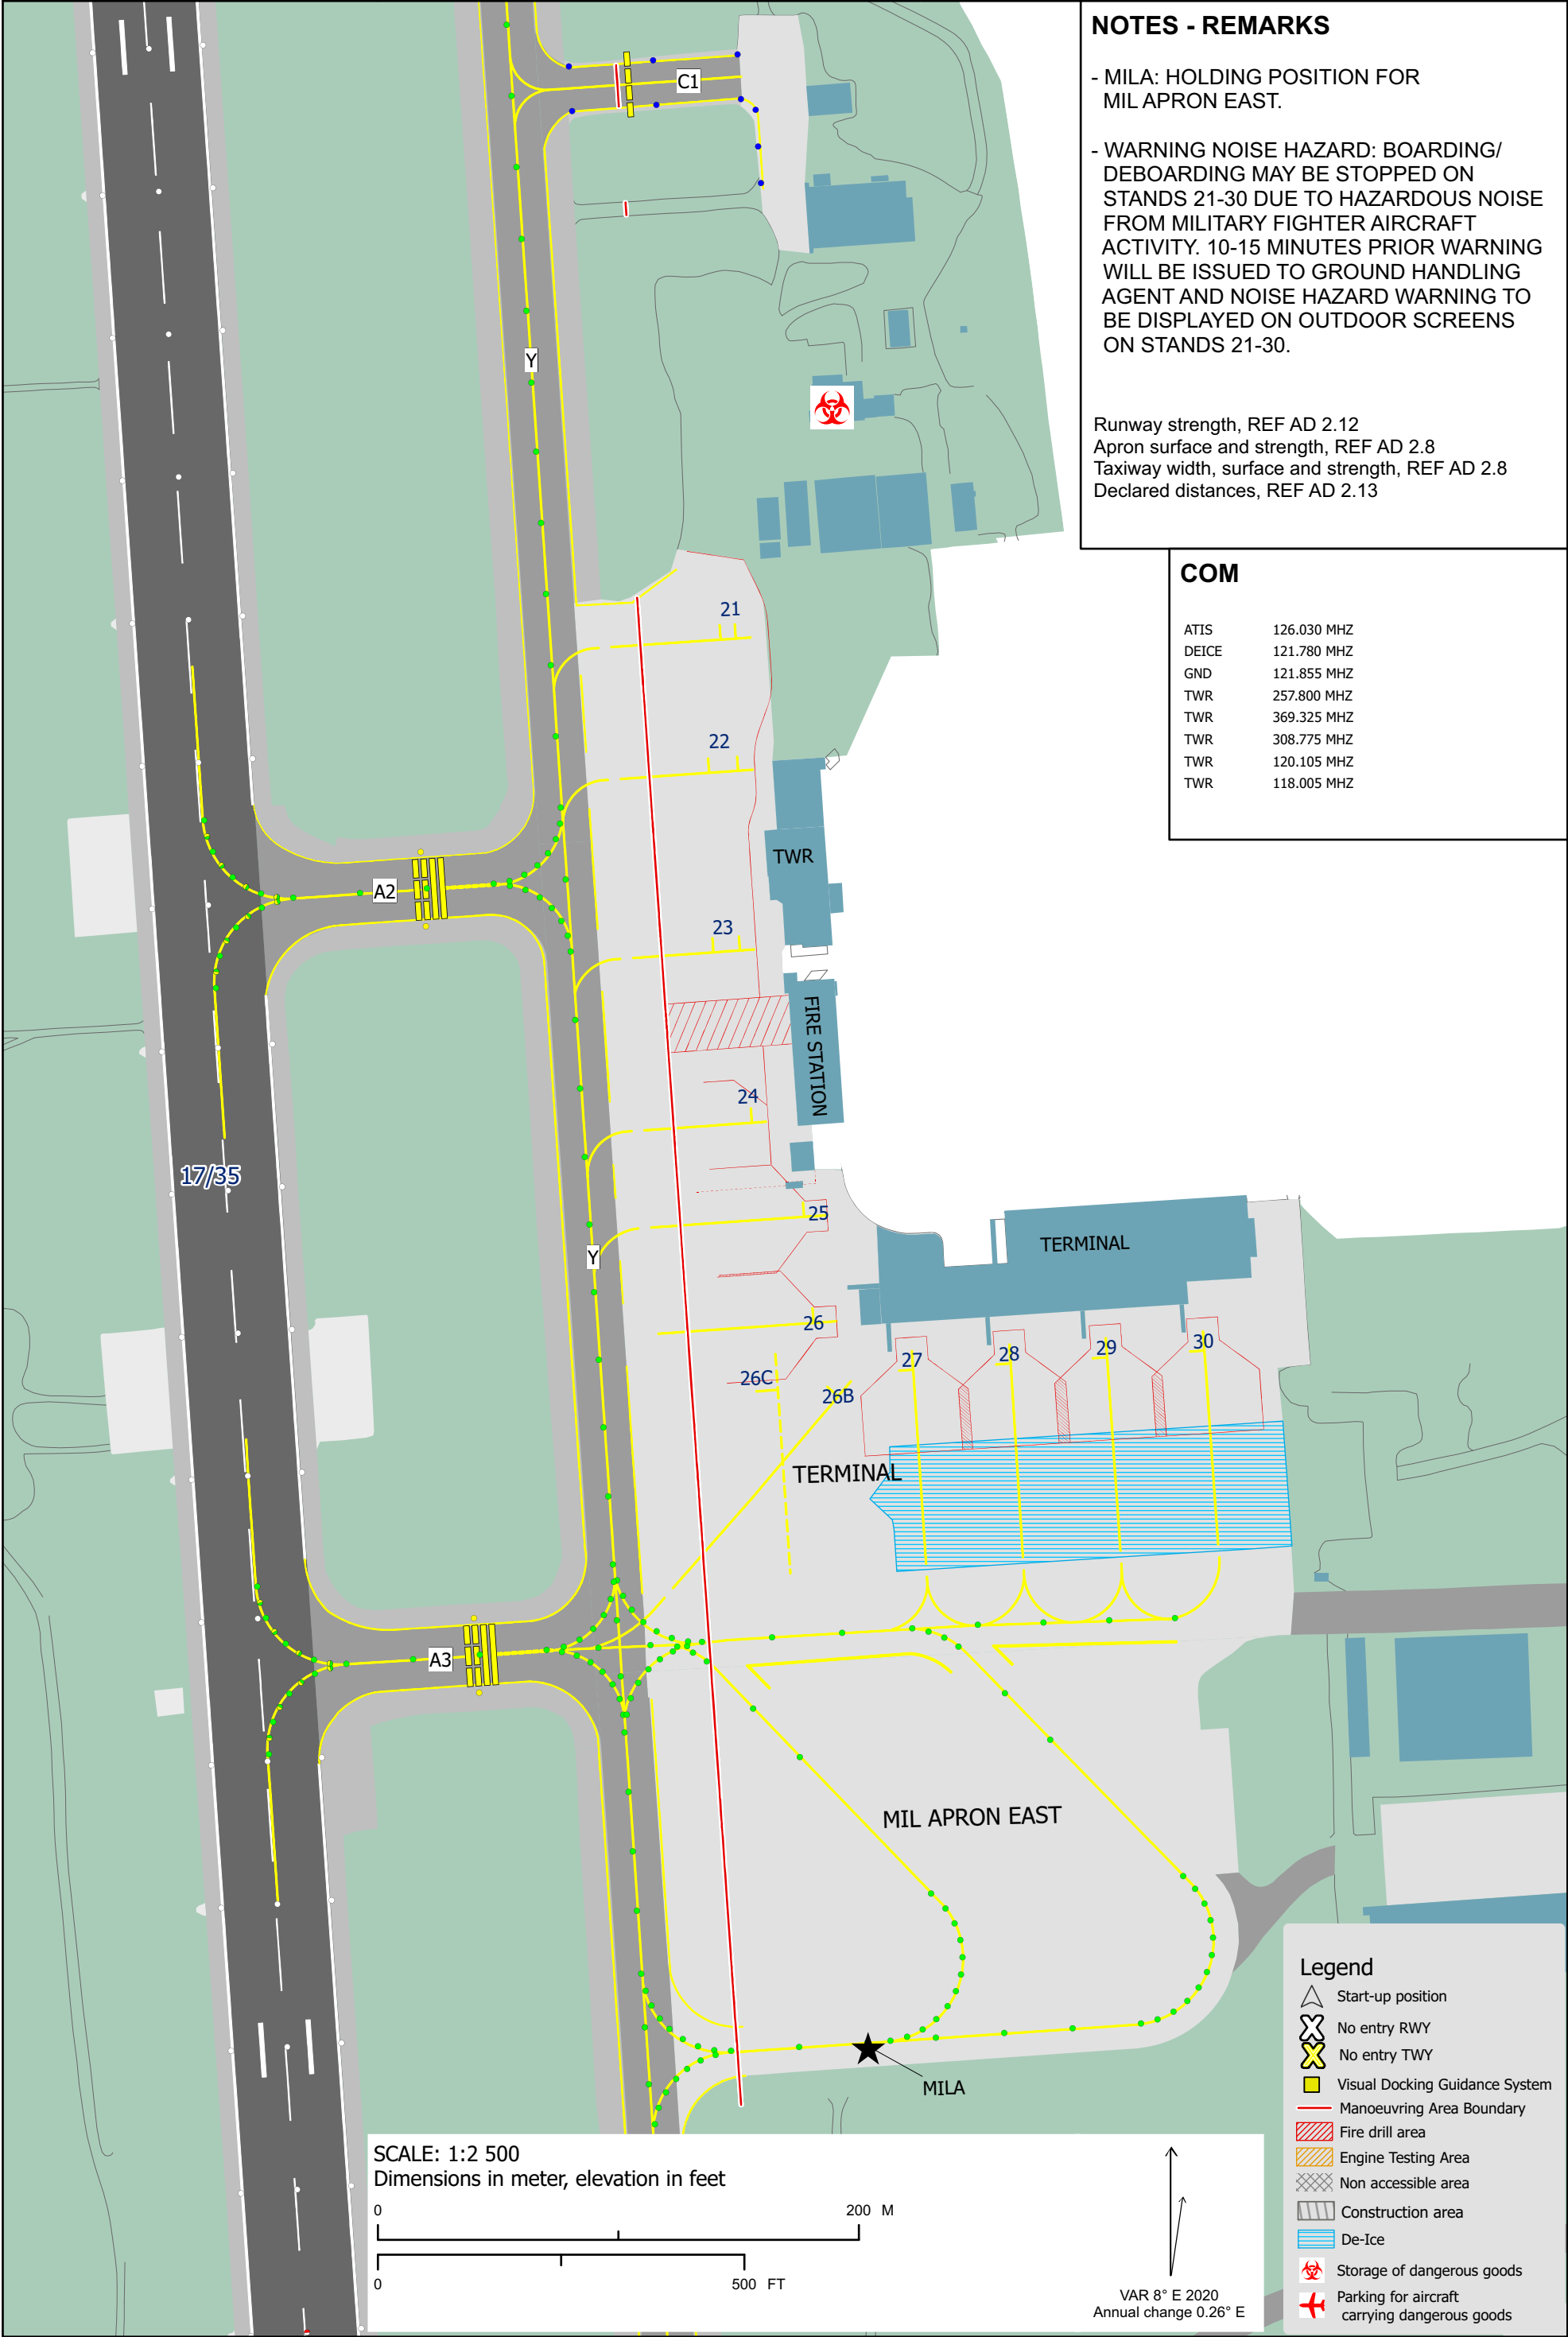 NOTES - REMARKS
- MILA: HOLDING POSITION FOR
MIL APRON EAST.
- WARNING NOISE HAZARD: BOARDING/
DEBOARDING MAY BE STOPPED ON
STANDS 21-30 DUE TO HAZARDOUS NOISE
FROM MILITARY FIGHTER AIRCRAFT
ACTIVITY. 10-15 MINUTES PRIOR WARNING
WILL BE ISSUED TO GROUND HANDLING
AGENT AND NOISE HAZARD WARNING TO
BE DISPLAYED ON OUTDOOR SCREENS
ON STANDS 21-30.
Runway strength, REF AD 2.12
Apron surface and strength, REF AD 2.8
Taxiway width, surface and strength, REF AD 2.8
Declared distances, REF AD 2.13
COM
ATIS 126.030 MHZ
DEICE 121.780 MHZ
GND 121.855 MHZ
TWR 257.800 MHZ
TWR 369.325 MHZ
TWR 308.775 MHZ
TWR 120.105 MHZ
TWR 118.005 MHZ
C1
Y
21
22
TWR
A2
23
FIRE STATION
24
17/35
25
Y
TERMINAL
26
27
28
29
30
26C
26B
TERMINAL
A3
MIL APRON EAST
MILA
Legend
Start-up position
No entry RWY
No entry TWY
Visual Docking Guidance System
Manoeuvring Area Boundary
Fire drill area
Engine Testing Area
Non accessible area
Construction area
De-Ice
Storage of dangerous goods
Parking for aircraft
carrying dangerous goods
SCALE: 1:2 500
Dimensions in meter, elevation in feet
0 200 M
0 500 FT
VAR 8° E 2020
Annual change 0.26° E